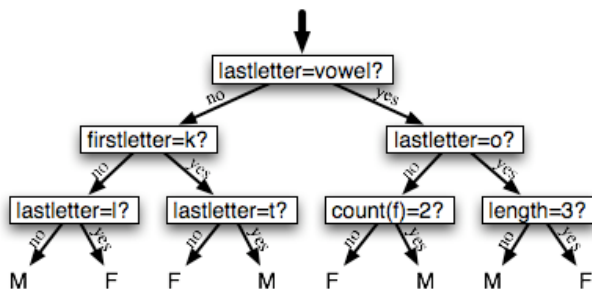 lastletter=vowel?
no yes
firstletter=k? lastletter=o?
no yes no yes
lastletter=l? lastletter=t? count(f)=2? length=3?
no yes no yes no yes no yes
M F F M F M M F